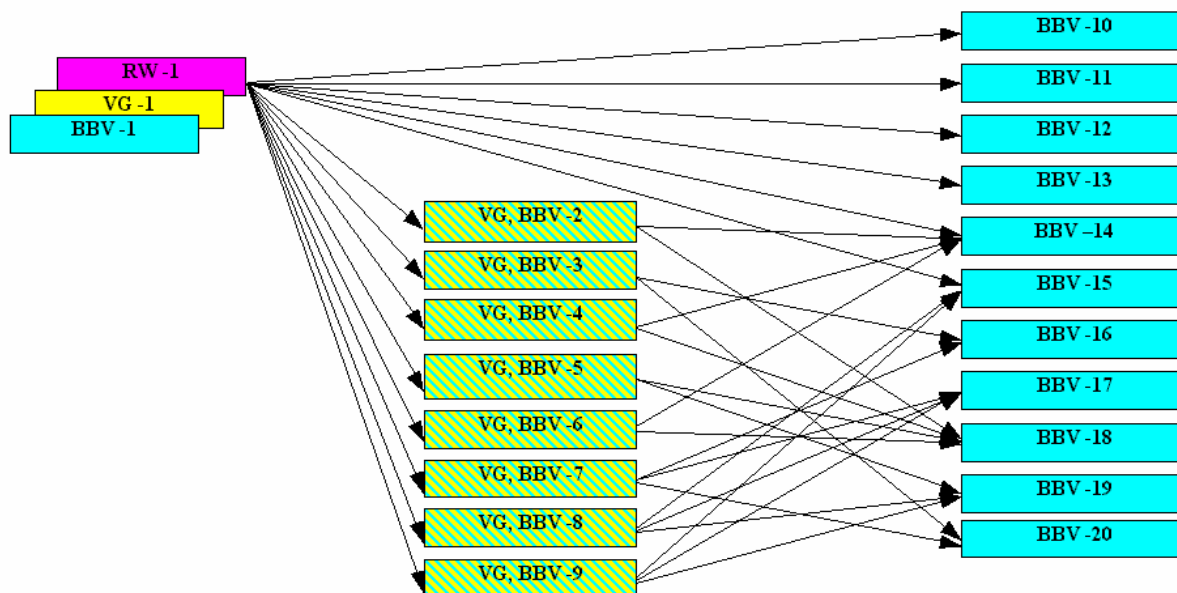 RW -1
VG -1
BBV -1
VG, BBV -2
VG, BBV -3
VG, BBV -4
VG, BBV -5
VG, BBV -6
VG, BBV -7
VG, BBV -8
VG, BBV -9
BBV -10
BBV -11
BBV -12
BBV -13
BBV –14
BBV -15
BBV -16
BBV -17
BBV -18
BBV -19
BBV -20